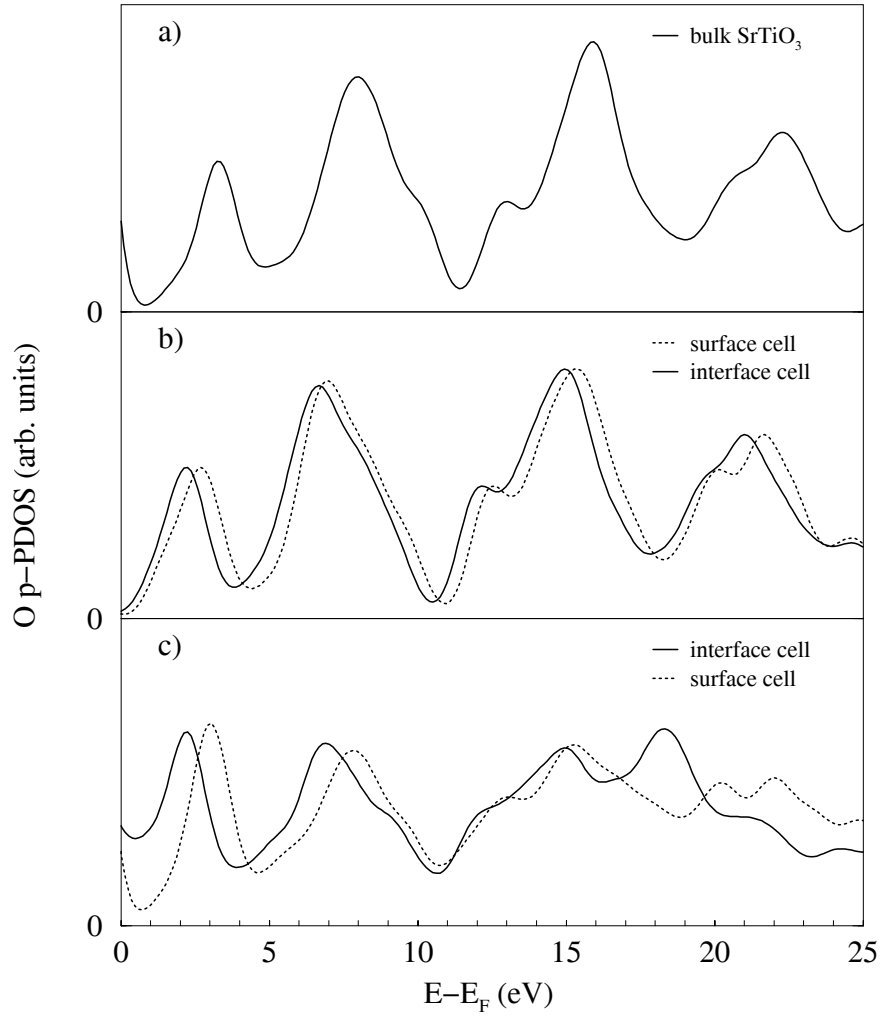 a)
bulk SrTiO₃
0
b)
surface cell
interface cell
0
c)
interface cell
surface cell
0
O p−PDOS (arb. units)
0 5 10 15 20 25
E−E_F (eV)